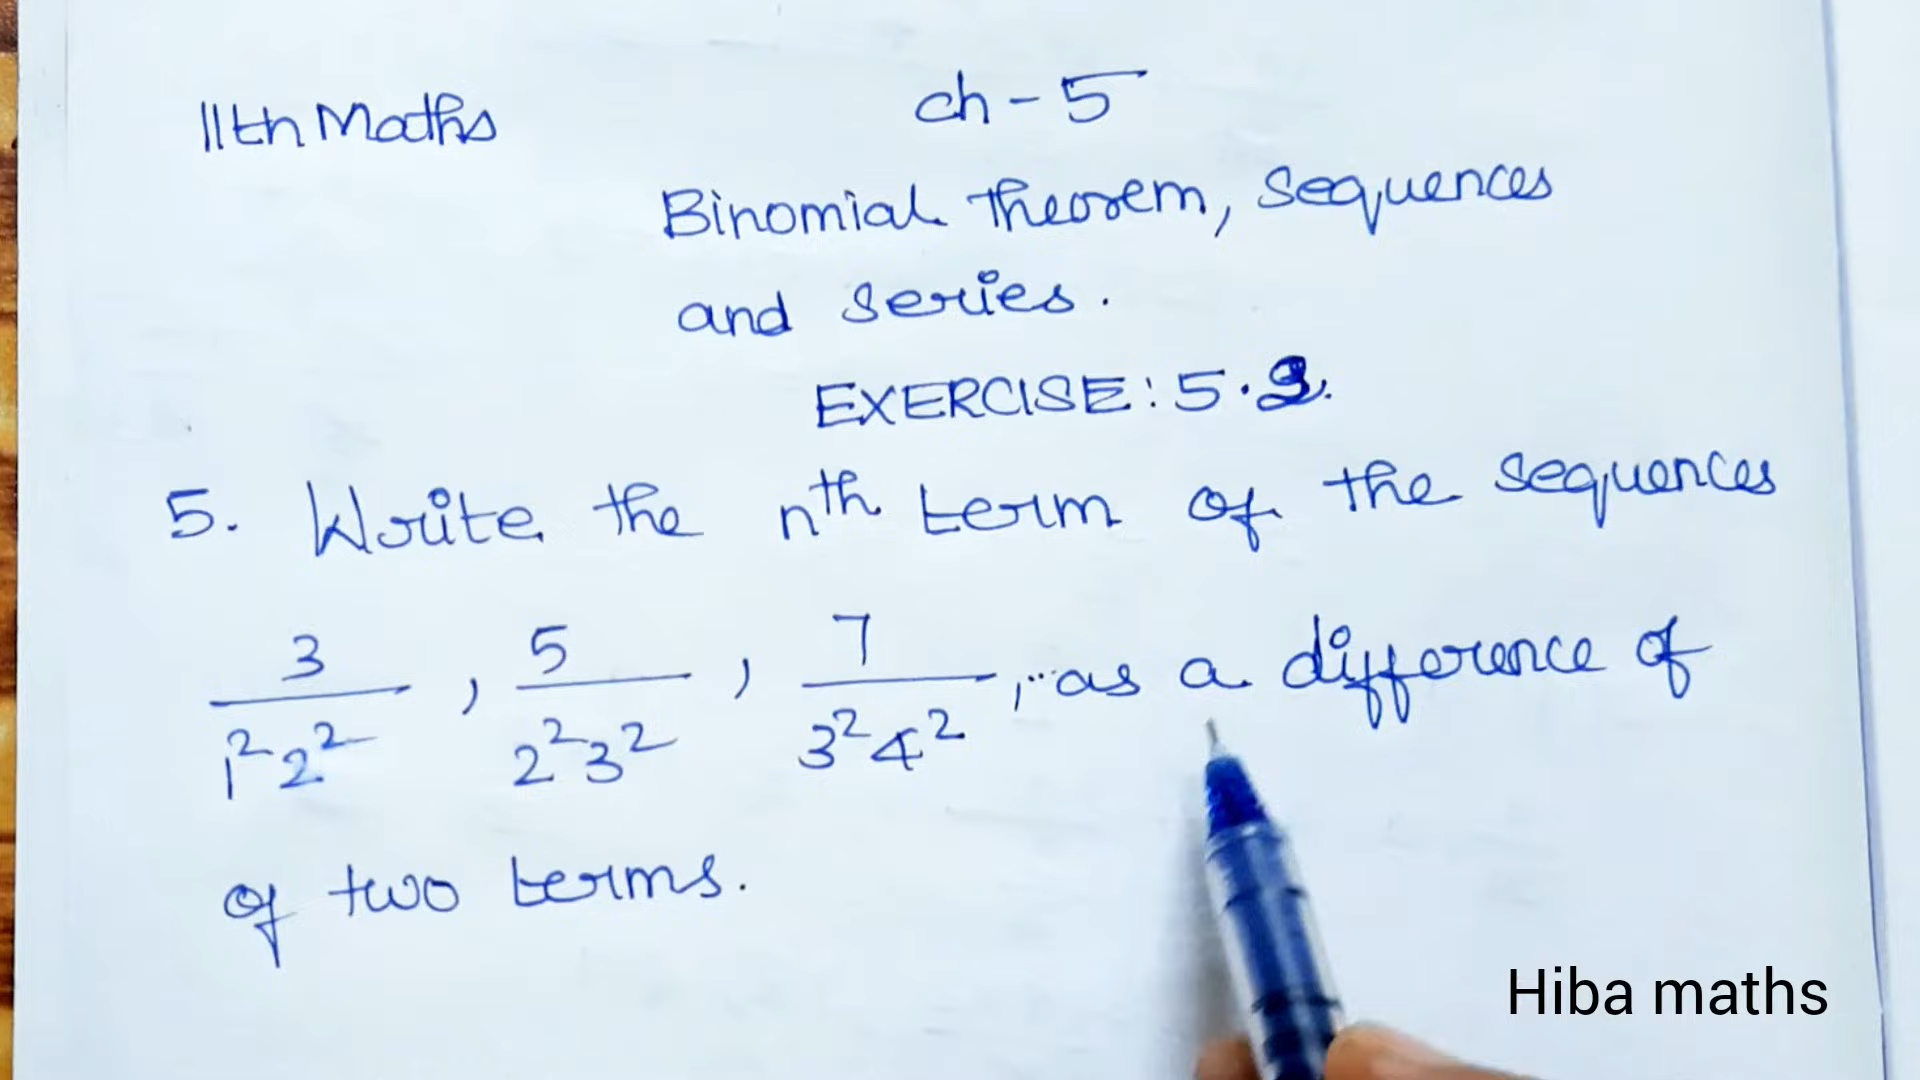 11th Maths ch - 5
Binomial theorem, sequences
and series.
EXERCISE: 5.2.
5. Write the nth term of the sequences
3/1²2², 5/2²3², 7/3²4², ... as a difference of
of two terms.
Hiba maths